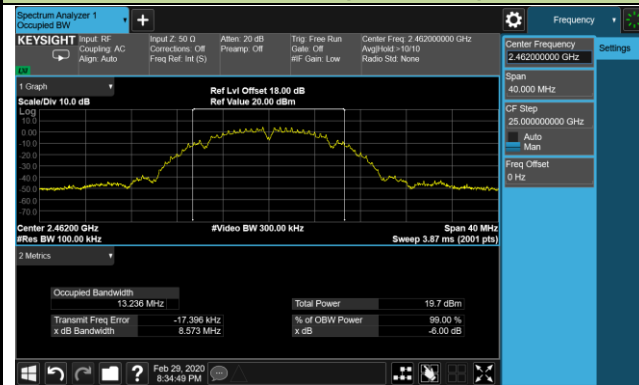 Spectrum Analyzer 1
Occupied BW
Frequency
KEYSIGHT
Input: RF
Coupling: AC
Align: Auto
Input Z: 50 Ω
Corrections: Off
Freq Ref: Int (S)
Atten: 20 dB
Preamp: Off
Trig: Free Run
Gate: Off
#IF Gain: Low
Center Freq: 2.462000000 GHz
Avg|Hold:>10/10
Radio Std: None
1 Graph
Scale/Div 10.0 dB
Ref Lvl Offset 18.00 dB
Ref Value 20.00 dBm
Log
10.0
0.00
-10.0
-20.0
-30.0
-40.0
-50.0
-60.0
-70.0
Center 2.46200 GHz
#Res BW 100.00 kHz
#Video BW 300.00 kHz
Span 40 MHz
Sweep 3.87 ms (2001 pts)
2 Metrics
Occupied Bandwidth
13.236 MHz
Transmit Freq Error -17.396 kHz
x dB Bandwidth 8.573 MHz
Total Power 19.7 dBm
% of OBW Power 99.00 %
x dB -6.00 dB
Feb 29, 2020
8:34:49 PM
Center Frequency
2.462000000 GHz
Settings
Span
40.000 MHz
CF Step
25.000000000 GHz
Auto
Man
Freq Offset
0 Hz